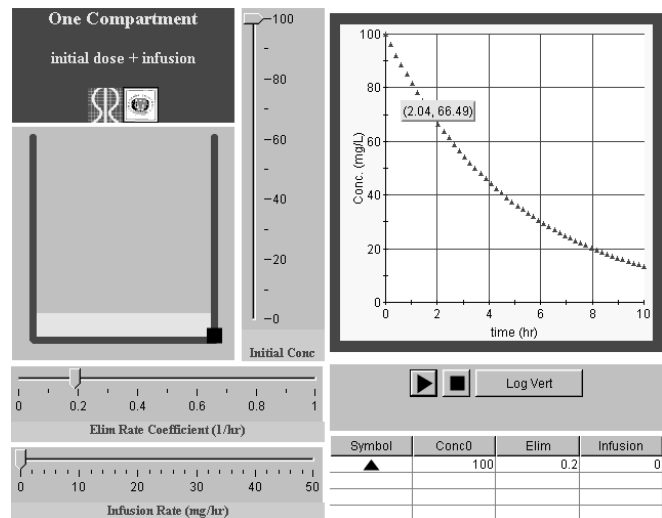 One Compartment
initial dose + infusion
100
80
60
40
20
0
Initial Conc
0 0.2 0.4 0.6 0.8 1
Elim Rate Coefficient (1/hr)
0 10 20 30 40 50
Infusion Rate (mg/hr)
100
80
60
40
20
0
Conc. (mg/L)
(2.04, 66.49)
0 2 4 6 8 10
time (hr)
Log Vert
Symbol Conc0 Elim Infusion
100 0.2 0